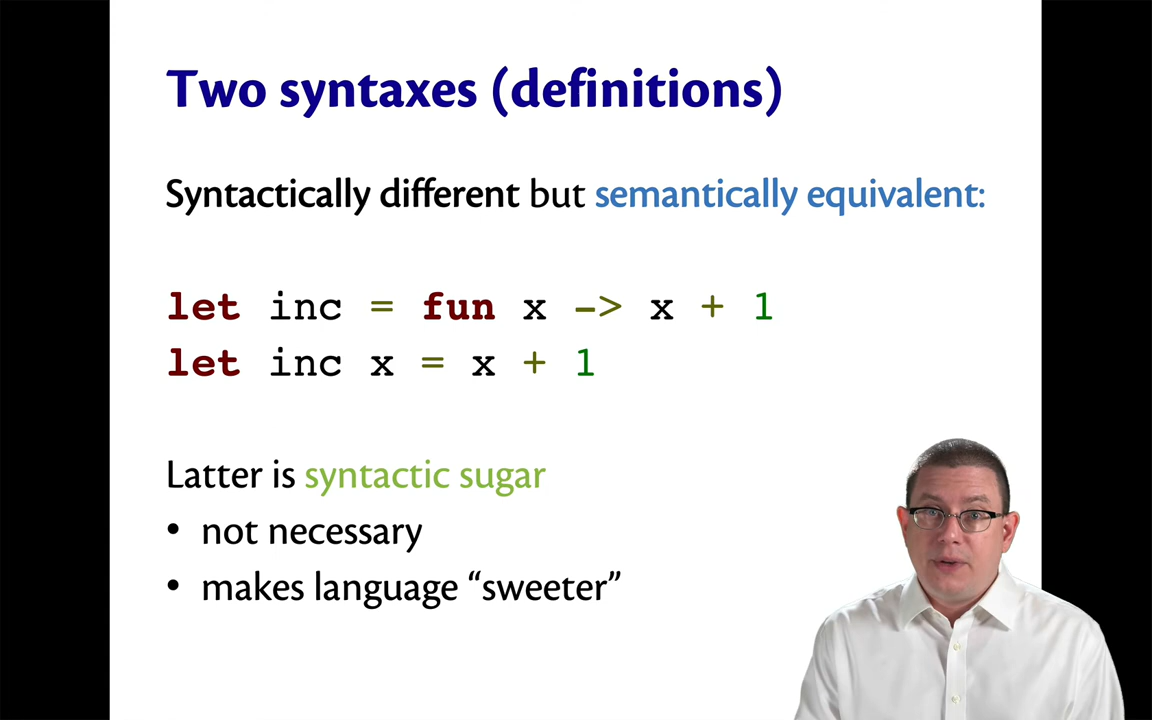 Two syntaxes (definitions)
Syntactically different but semantically equivalent:
let inc = fun x -> x + 1
let inc x = x + 1
Latter is syntactic sugar
• not necessary
• makes language “sweeter”